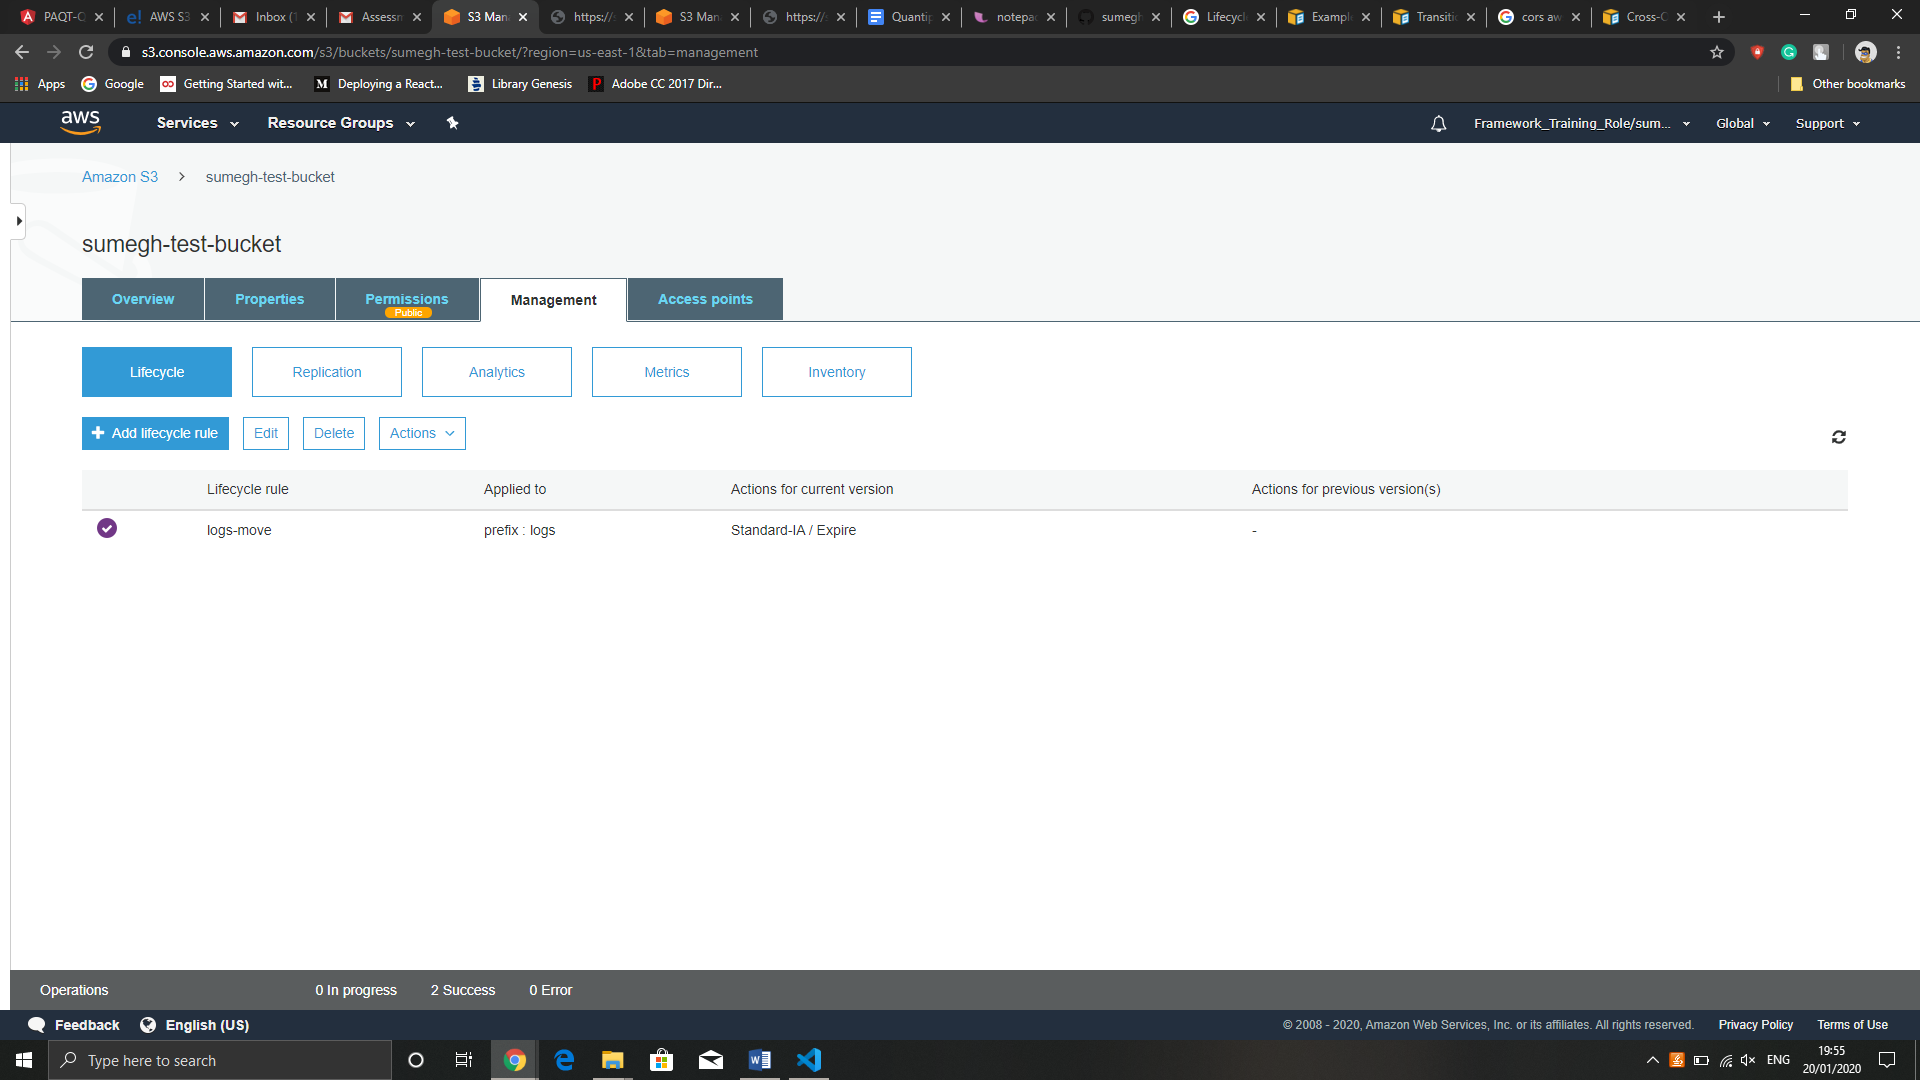 PAQT-Q
AWS S3
Inbox (1
Assessm
S3 Man
https://
S3 Man
https://
Quantip
notepad
sumegh
Lifecycl
Example
Transitio
cors aw
Cross-O
s3.console.aws.amazon.com/s3/buckets/sumegh-test-bucket/?region=us-east-1&tab=management
Apps
Google
Getting Started wit...
Deploying a React...
Library Genesis
Adobe CC 2017 Dir...
Other bookmarks
aws
Services
Resource Groups
Framework_Training_Role/sum...
Global
Support
Amazon S3
sumegh-test-bucket
sumegh-test-bucket
Overview
Properties
Permissions
Public
Management
Access points
Lifecycle
Replication
Analytics
Metrics
Inventory
Add lifecycle rule
Edit
Delete
Actions
Lifecycle rule Applied to Actions for current version Actions for previous version(s)
logs-move prefix : logs Standard-IA / Expire -
Operations 0 In progress 2 Success 0 Error
Feedback
English (US)
© 2008 - 2020, Amazon Web Services, Inc. or its affiliates. All rights reserved.
Privacy Policy
Terms of Use
Type here to search
ENG
19:55
20/01/2020